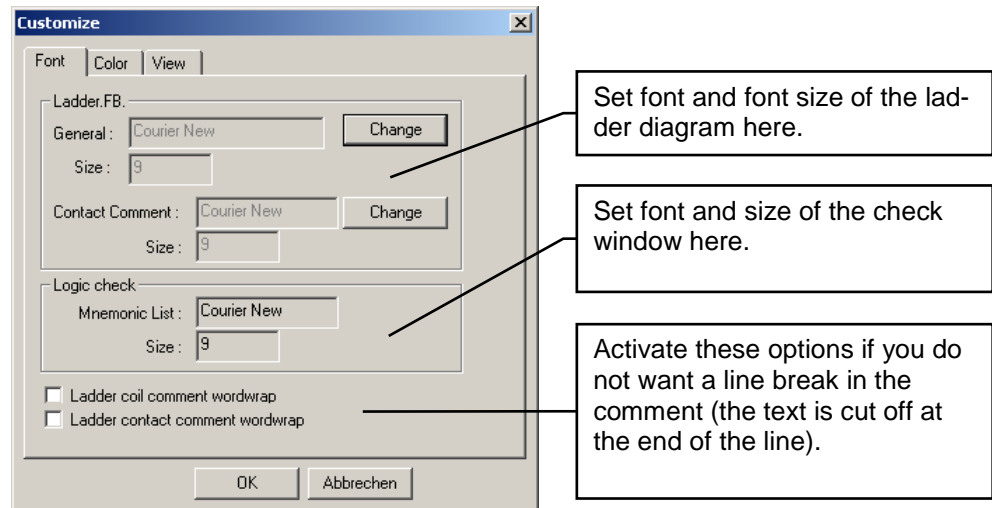 Customize
Font Color View
Ladder.FB.
General : Courier New Change
Size : 9
Contact Comment : Courier New Change
Size : 9
Logic check
Mnemonic List : Courier New
Size : 9
Ladder coil comment wordwrap
Ladder contact comment wordwrap
OK Abbrechen
Set font and font size of the lad-
der diagram here.
Set font and size of the check
window here.
Activate these options if you do
not want a line break in the
comment (the text is cut off at
the end of the line).